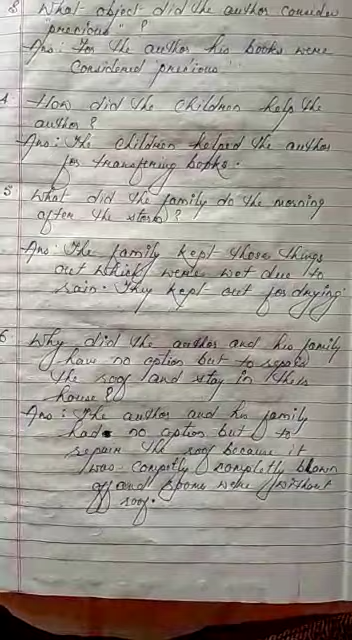 3 What object did the author consider
"precious" ?
Ans: For the author his books were
considered precious''
4 How did the children help the
author ?
Ans: The children helped the author
for transfering books.
5 What did the family do the morning
after the storm ?
Ans: The family kept those things
out which were wet due to
rain. They kept out for drying
6 Why did the author and his family
have no option but to repair
the roof and stay in their
house ?
Ans: The author and his family
had no option but to
repair the roof because it
was completly blown
off and rooms were without
roof.